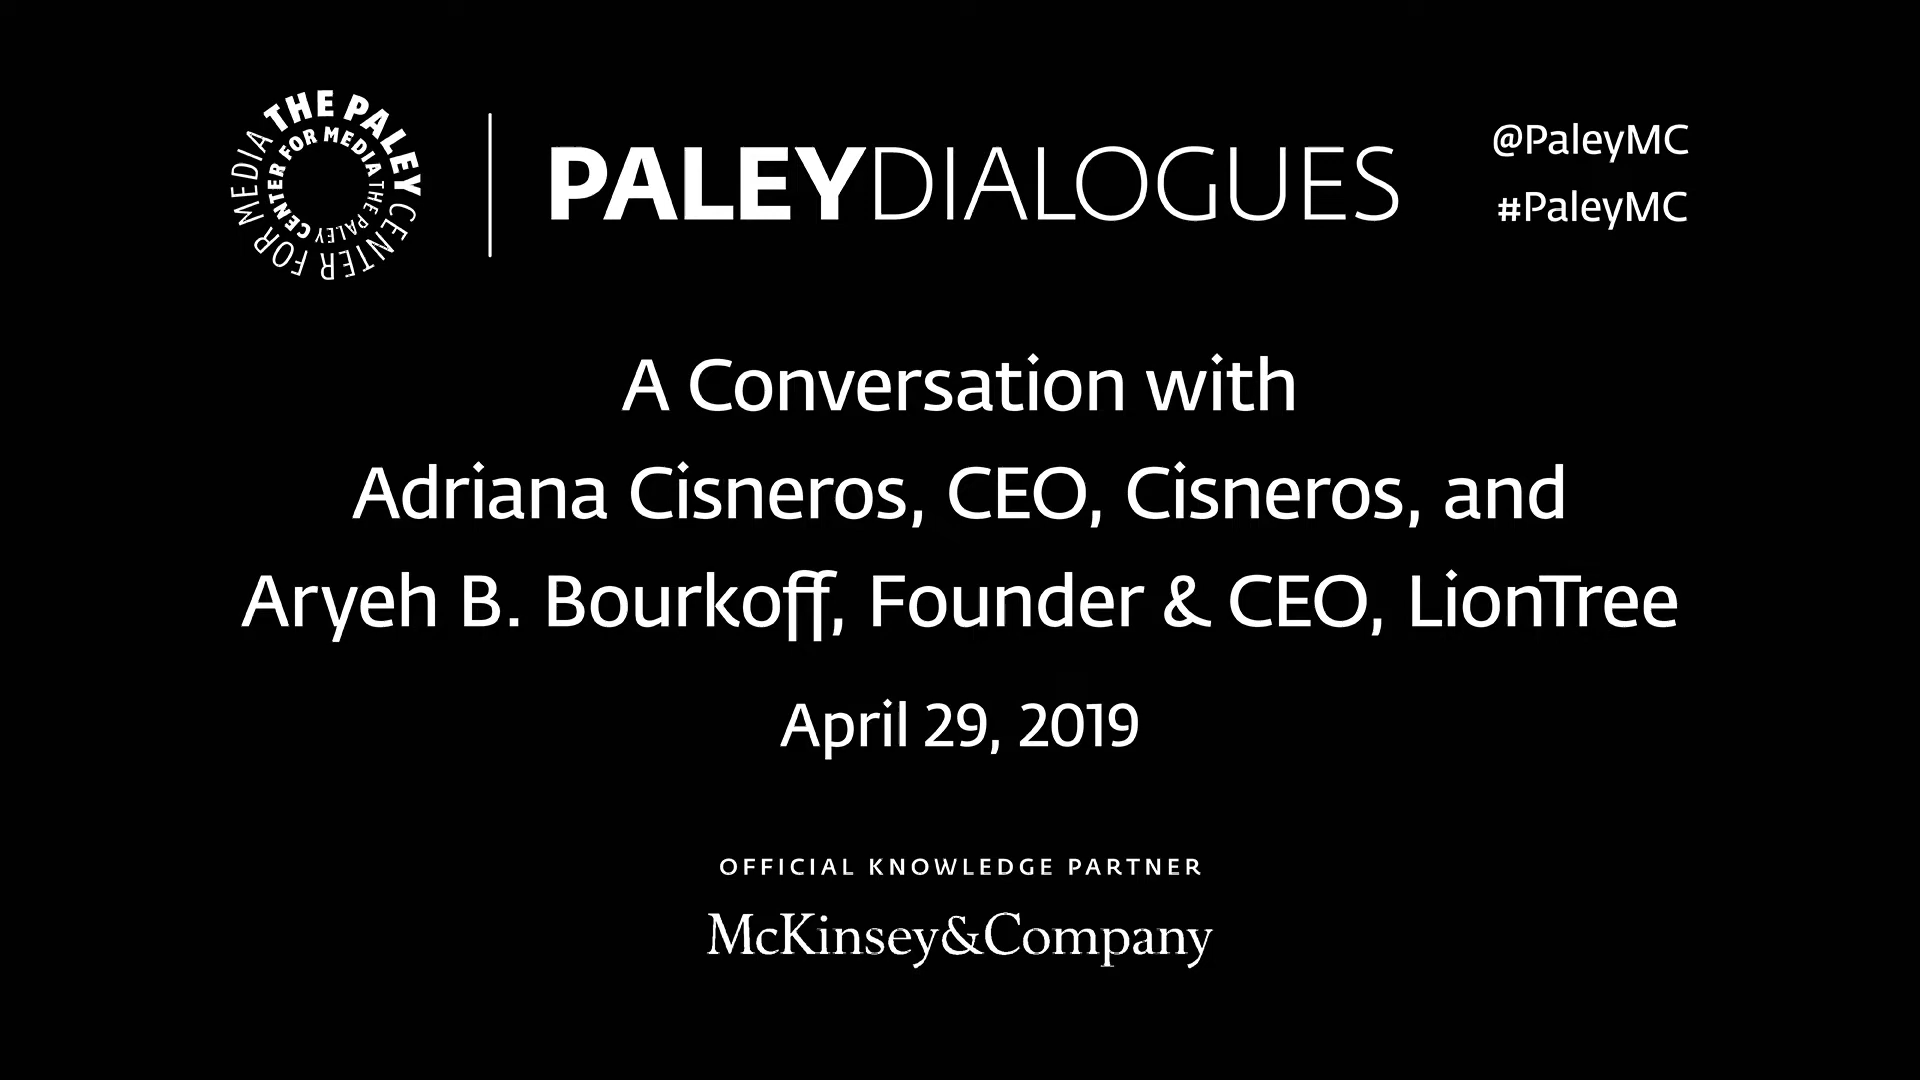 THE PALEY CENTER FOR MEDIA
THE PALEY CENTER FOR MEDIA
PALEYDIALOGUES
@PaleyMC
#PaleyMC
A Conversation with
Adriana Cisneros, CEO, Cisneros, and
Aryeh B. Bourkoff, Founder & CEO, LionTree
April 29, 2019
OFFICIAL KNOWLEDGE PARTNER
McKinsey&Company